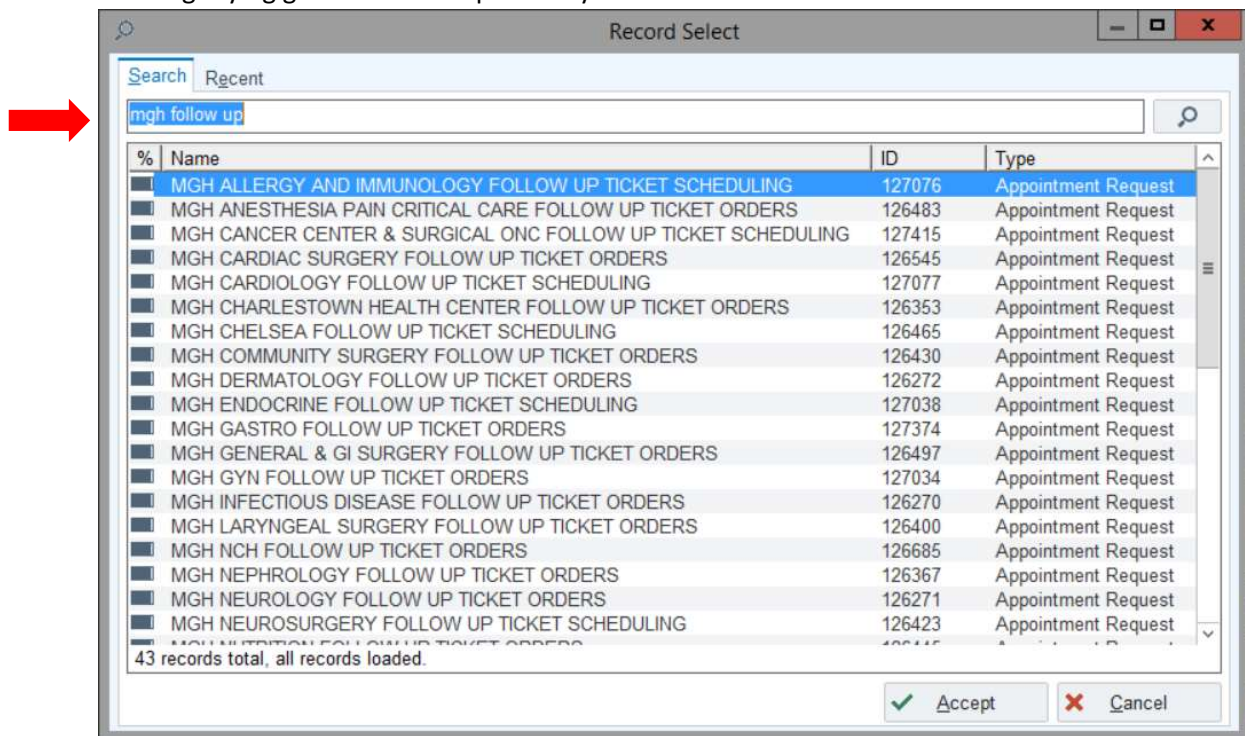 Record Select
Search Recent
mgh follow up
% Name ID Type
MGH ALLERGY AND IMMUNOLOGY FOLLOW UP TICKET SCHEDULING 127076 Appointment Request
MGH ANESTHESIA PAIN CRITICAL CARE FOLLOW UP TICKET ORDERS 126483 Appointment Request
MGH CANCER CENTER & SURGICAL ONC FOLLOW UP TICKET SCHEDULING 127415 Appointment Request
MGH CARDIAC SURGERY FOLLOW UP TICKET ORDERS 126545 Appointment Request
MGH CARDIOLOGY FOLLOW UP TICKET SCHEDULING 127077 Appointment Request
MGH CHARLESTOWN HEALTH CENTER FOLLOW UP TICKET ORDERS 126353 Appointment Request
MGH CHELSEA FOLLOW UP TICKET SCHEDULING 126465 Appointment Request
MGH COMMUNITY SURGERY FOLLOW UP TICKET ORDERS 126430 Appointment Request
MGH DERMATOLOGY FOLLOW UP TICKET ORDERS 126272 Appointment Request
MGH ENDOCRINE FOLLOW UP TICKET SCHEDULING 127038 Appointment Request
MGH GASTRO FOLLOW UP TICKET ORDERS 127374 Appointment Request
MGH GENERAL & GI SURGERY FOLLOW UP TICKET ORDERS 126497 Appointment Request
MGH GYN FOLLOW UP TICKET ORDERS 127034 Appointment Request
MGH INFECTIOUS DISEASE FOLLOW UP TICKET ORDERS 126270 Appointment Request
MGH LARYNGEAL SURGERY FOLLOW UP TICKET ORDERS 126400 Appointment Request
MGH NCH FOLLOW UP TICKET ORDERS 126685 Appointment Request
MGH NEPHROLOGY FOLLOW UP TICKET ORDERS 126367 Appointment Request
MGH NEUROLOGY FOLLOW UP TICKET ORDERS 126271 Appointment Request
MGH NEUROSURGERY FOLLOW UP TICKET SCHEDULING 126423 Appointment Request
MGH NUTRITION FOLLOW UP TICKET ORDERS
43 records total, all records loaded.
Accept Cancel